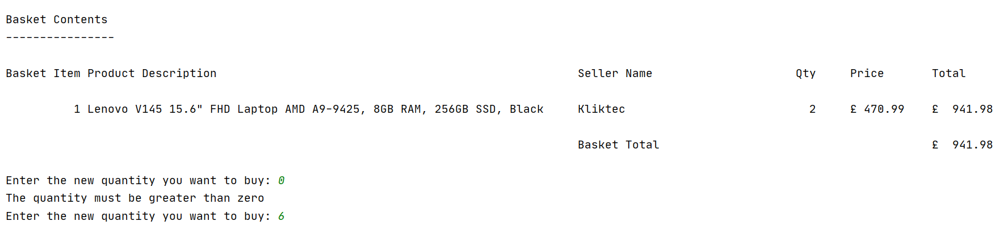 Basket Contents
----------------
Basket Item Product Description Seller Name Qty Price Total
1 Lenovo V145 15.6" FHD Laptop AMD A9-9425, 8GB RAM, 256GB SSD, Black Kliktec 2 £ 470.99 £ 941.98
Basket Total £ 941.98
Enter the new quantity you want to buy: 0
The quantity must be greater than zero
Enter the new quantity you want to buy: 6